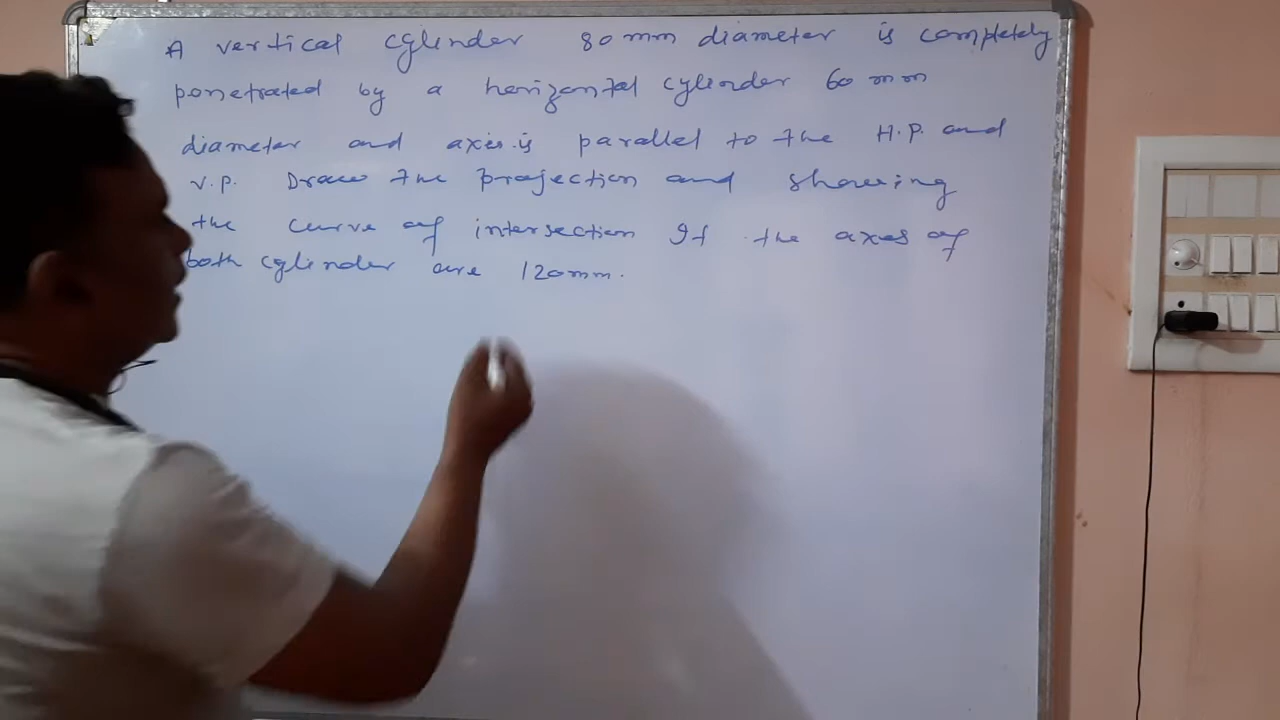 A vertical cylinder 80mm diameter is completely
penetrated by a horizontal cylinder 60 mm
diameter and axis is parallel to the H.P. and
V.P. Draw the projection and showing
the curve of intersection If the axes of
both cylinder are 120mm.